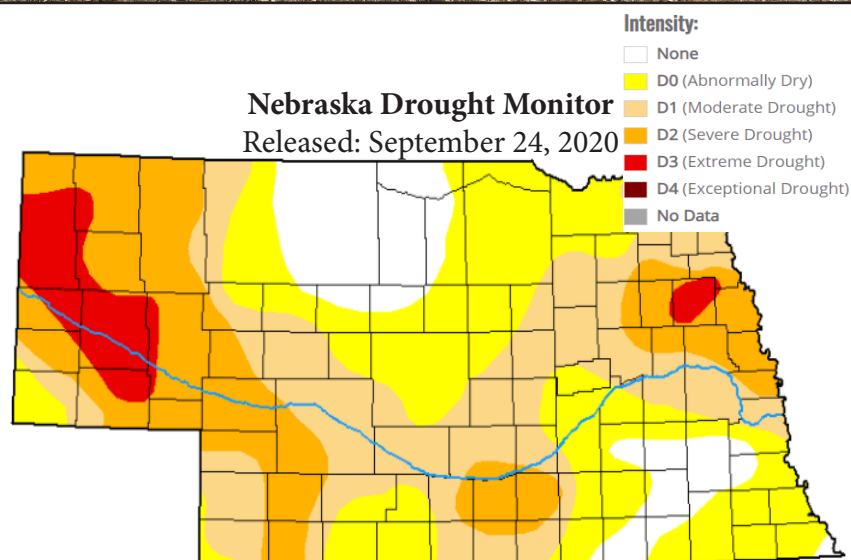 Intensity:
None
D0 (Abnormally Dry)
D1 (Moderate Drought)
D2 (Severe Drought)
D3 (Extreme Drought)
D4 (Exceptional Drought)
No Data
Nebraska Drought Monitor
Released: September 24, 2020